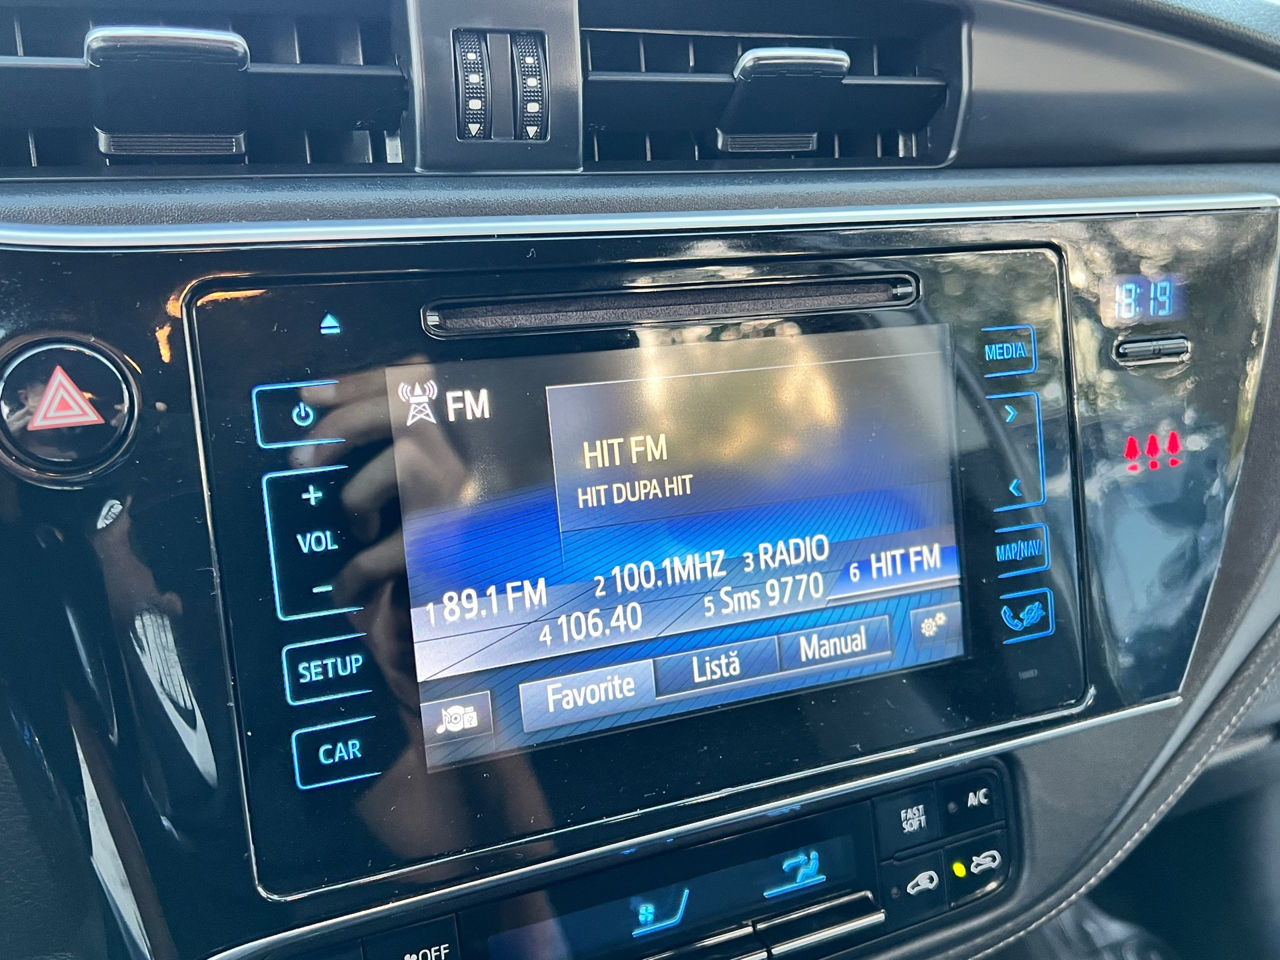 18:19
MEDIA
FM
HIT FM
HIT DUPA HIT
+
VOL
-
MAP/NAV
1 89.1 FM
2 100.1MHZ
3 RADIO
4 106.40
5 Sms 9770
6 HIT FM
SETUP
Favorite
Listă
Manual
CAR
FAST
SOFT
A/C
OFF